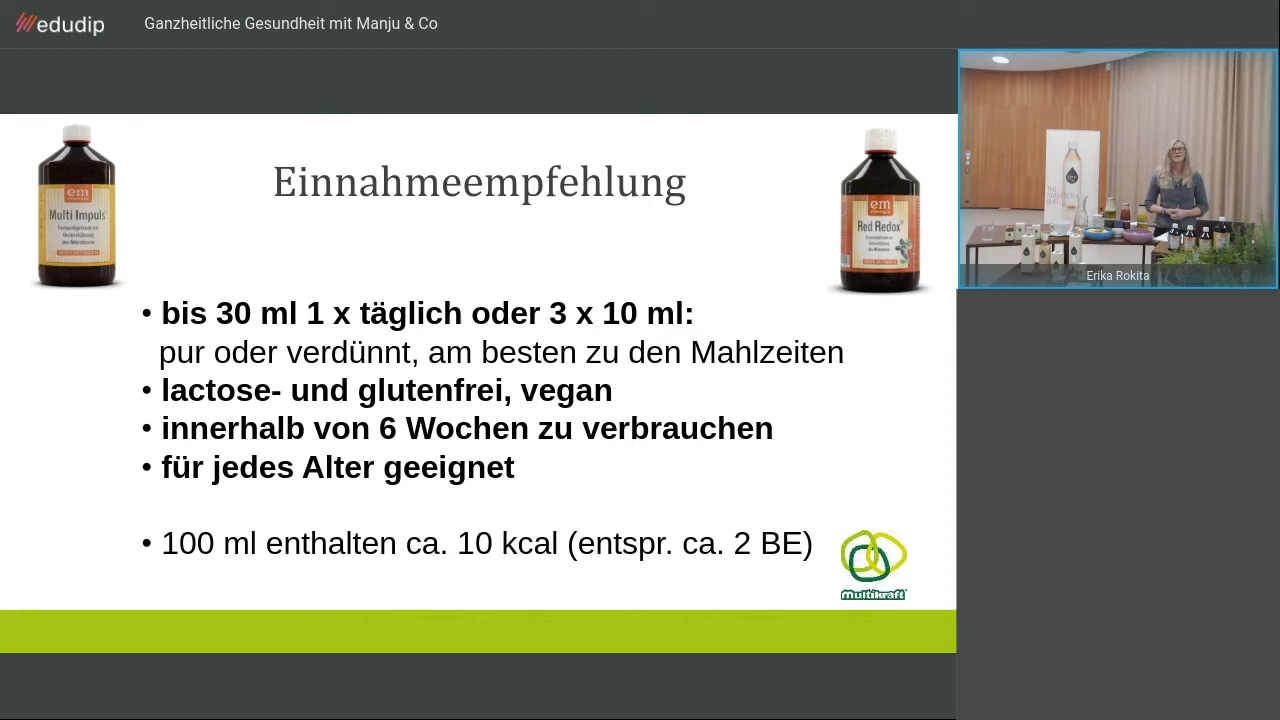 edudip
Ganzheitliche Gesundheit mit Manju & Co
Einnahmeempfehlung
em
Multi Impuls
em
Red Redox
• bis 30 ml 1 x täglich oder 3 x 10 ml:
pur oder verdünnt, am besten zu den Mahlzeiten
• lactose- und glutenfrei, vegan
• innerhalb von 6 Wochen zu verbrauchen
• für jedes Alter geeignet
• 100 ml enthalten ca. 10 kcal (entspr. ca. 2 BE)
multikraft
Erika Rokita